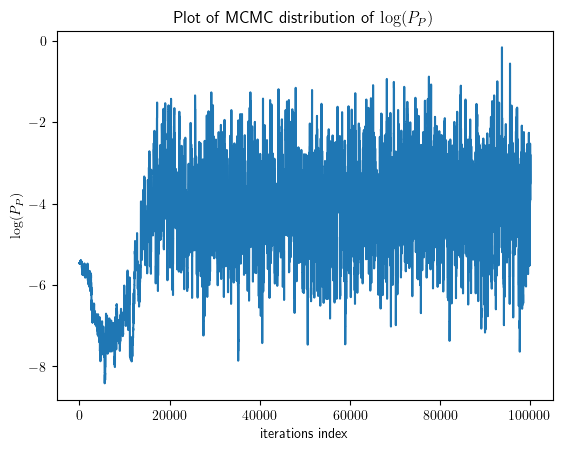 Plot of MCMC distribution of log(P_P)
0
−2
−4
−6
−8
log(P_P)
0 20000 40000 60000 80000 100000
iterations index